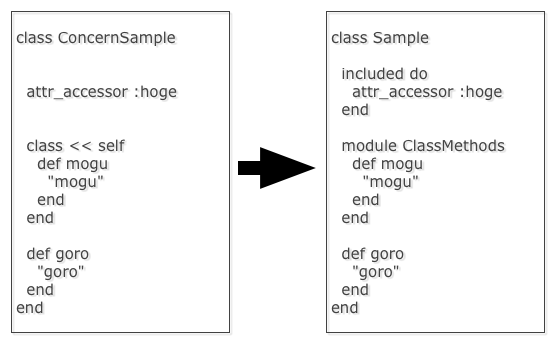 class ConcernSample
attr_accessor :hoge
class << self
def mogu
"mogu"
end
end
def goro
"goro"
end
end
class Sample
included do
attr_accessor :hoge
end
module ClassMethods
def mogu
"mogu"
end
end
def goro
"goro"
end
end